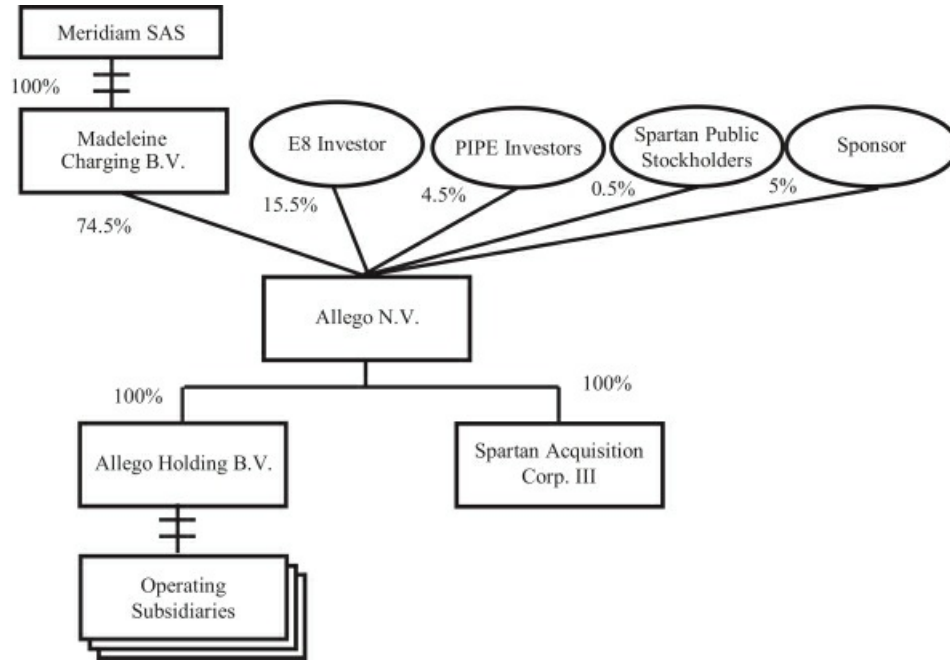 Meridiam SAS
100%
Madeleine
Charging B.V.
E8 Investor
PIPE Investors
Spartan Public
Stockholders
Sponsor
74.5%
15.5%
4.5%
0.5%
5%
Allego N.V.
100%
100%
Allego Holding B.V.
Spartan Acquisition
Corp. III
Operating
Subsidiaries